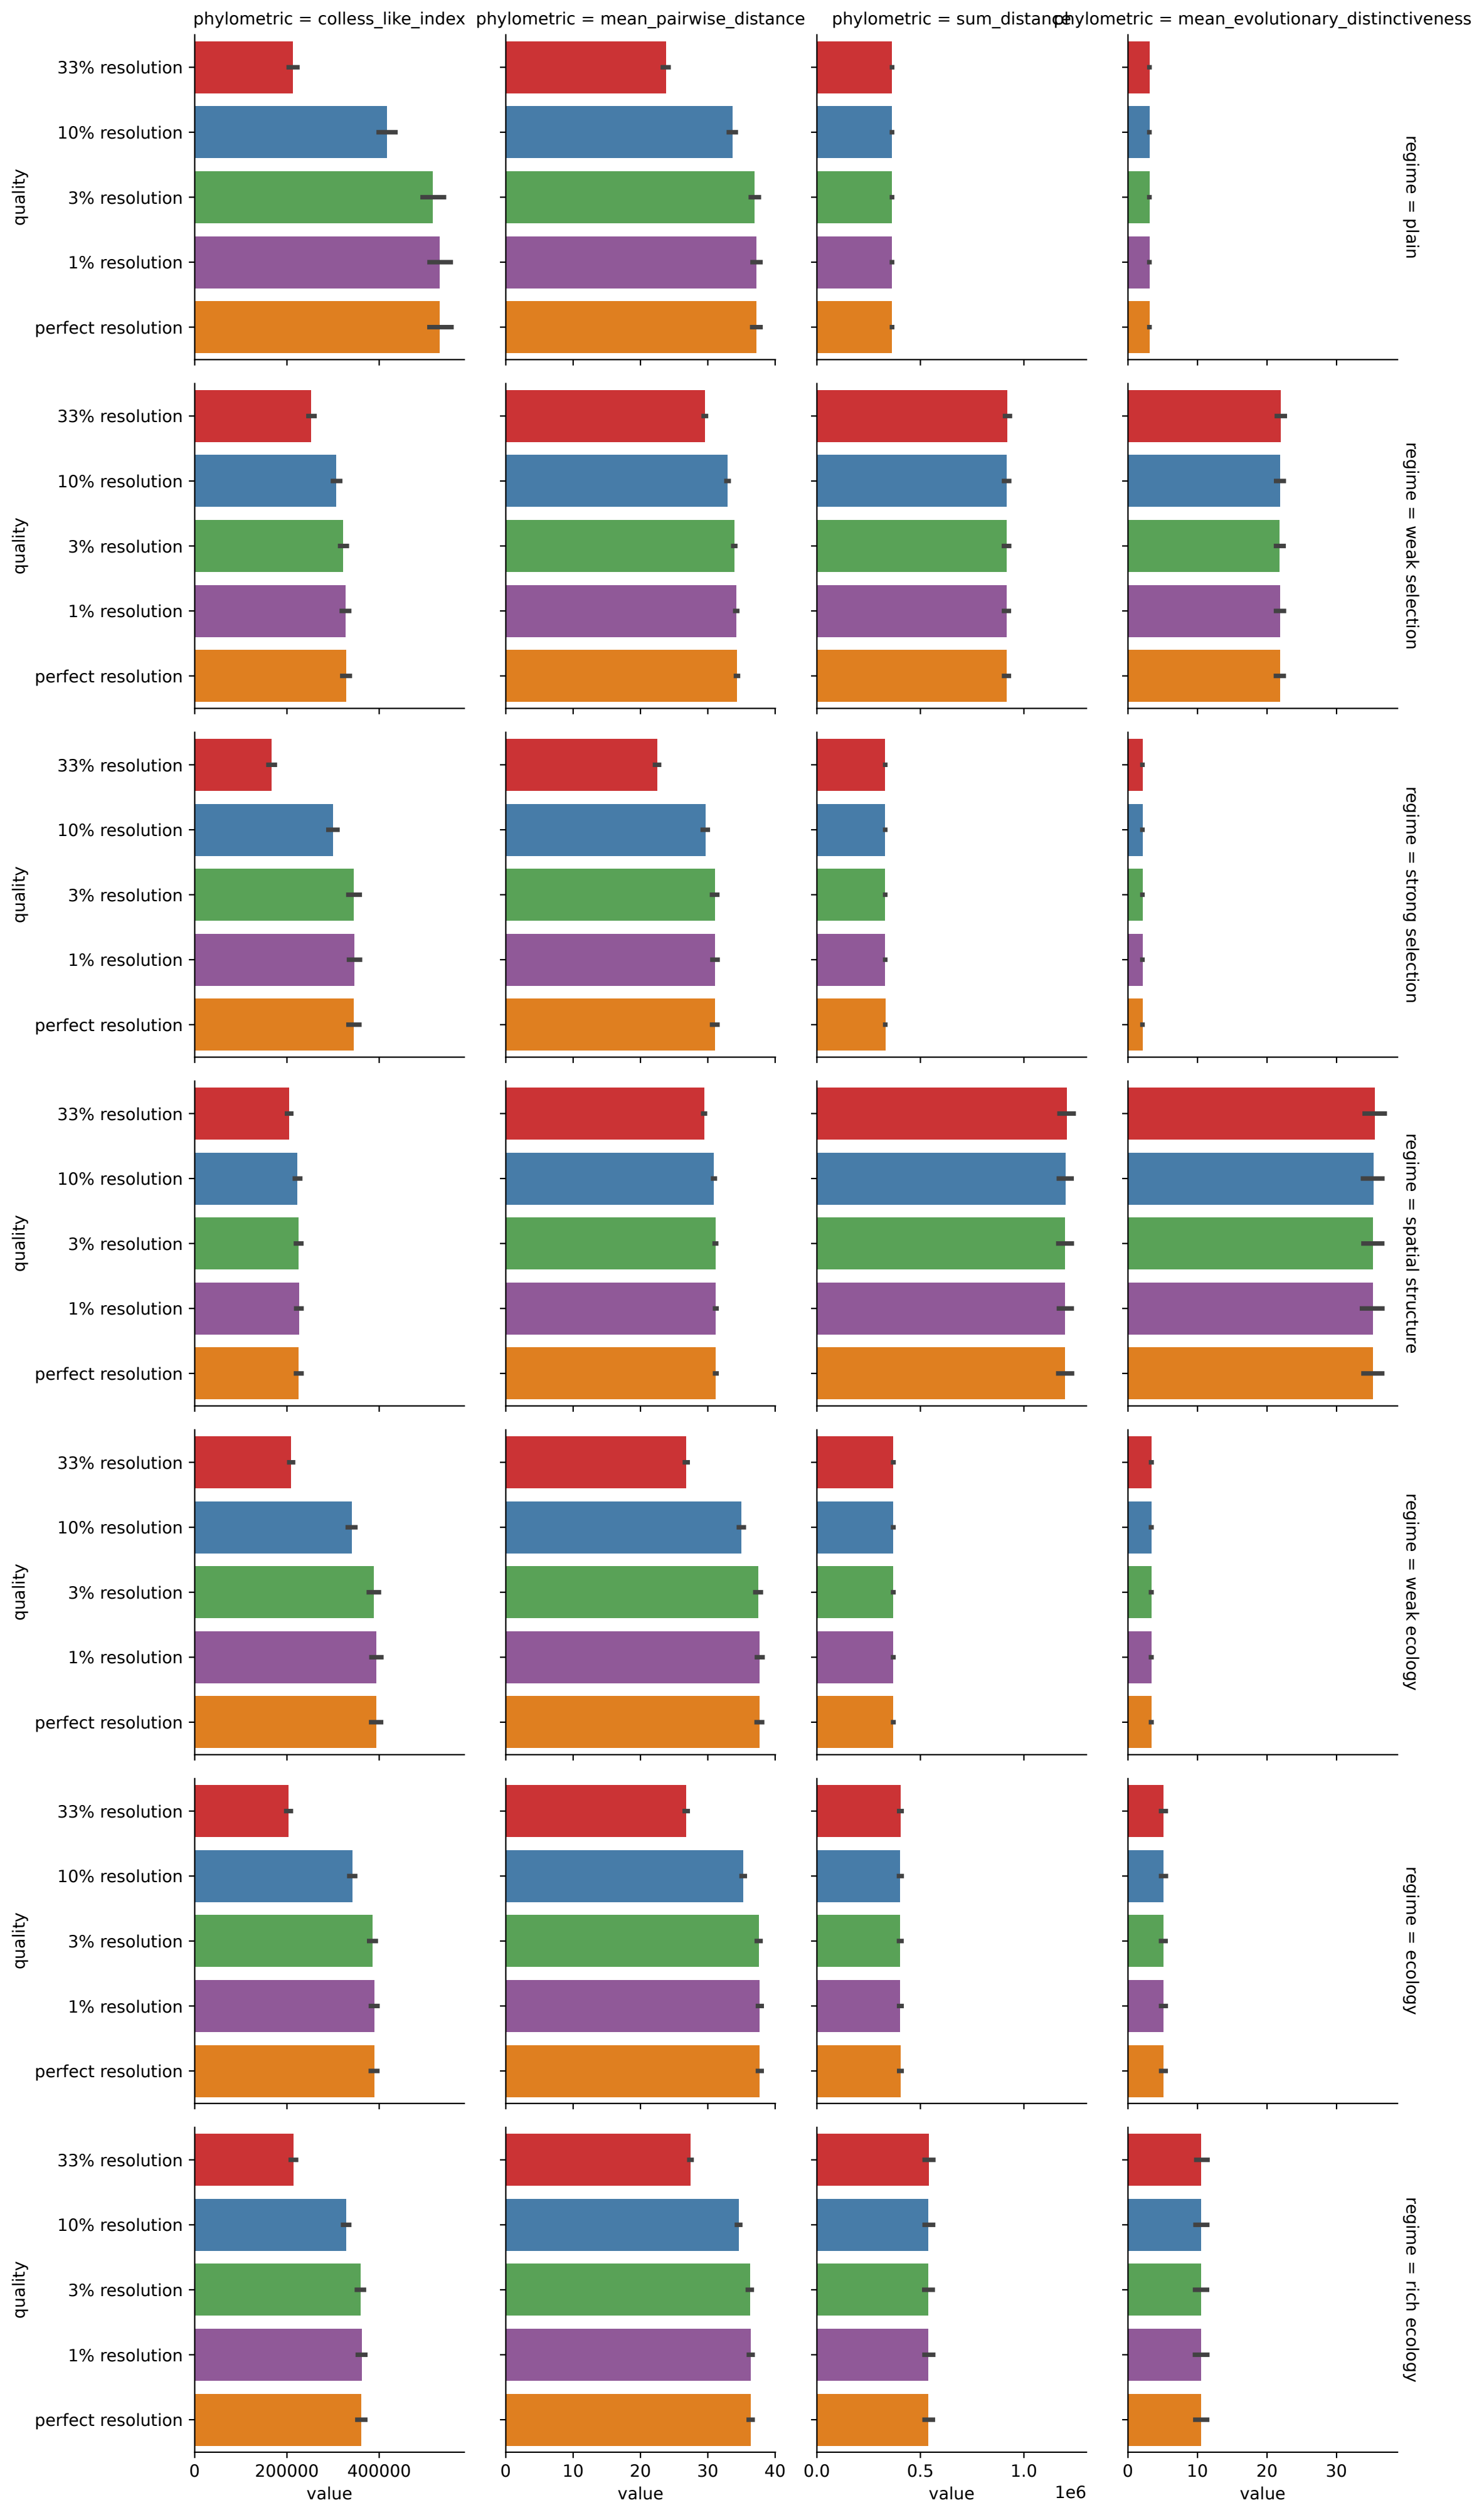 phylometric = colless_like_index
phylometric = mean_pairwise_distance
phylometric = sum_distance
phylometric = mean_evolutionary_distinctiveness
quality
33% resolution
10% resolution
3% resolution
1% resolution
perfect resolution
regime = plain
quality
33% resolution
10% resolution
3% resolution
1% resolution
perfect resolution
regime = weak selection
quality
33% resolution
10% resolution
3% resolution
1% resolution
perfect resolution
regime = strong selection
quality
33% resolution
10% resolution
3% resolution
1% resolution
perfect resolution
regime = spatial structure
quality
33% resolution
10% resolution
3% resolution
1% resolution
perfect resolution
regime = weak ecology
quality
33% resolution
10% resolution
3% resolution
1% resolution
perfect resolution
regime = ecology
quality
33% resolution
10% resolution
3% resolution
1% resolution
perfect resolution
regime = rich ecology
0 200000 400000
value
0 10 20 30 40
value
0.0 0.5 1.0
1e6
value
0 10 20 30
value